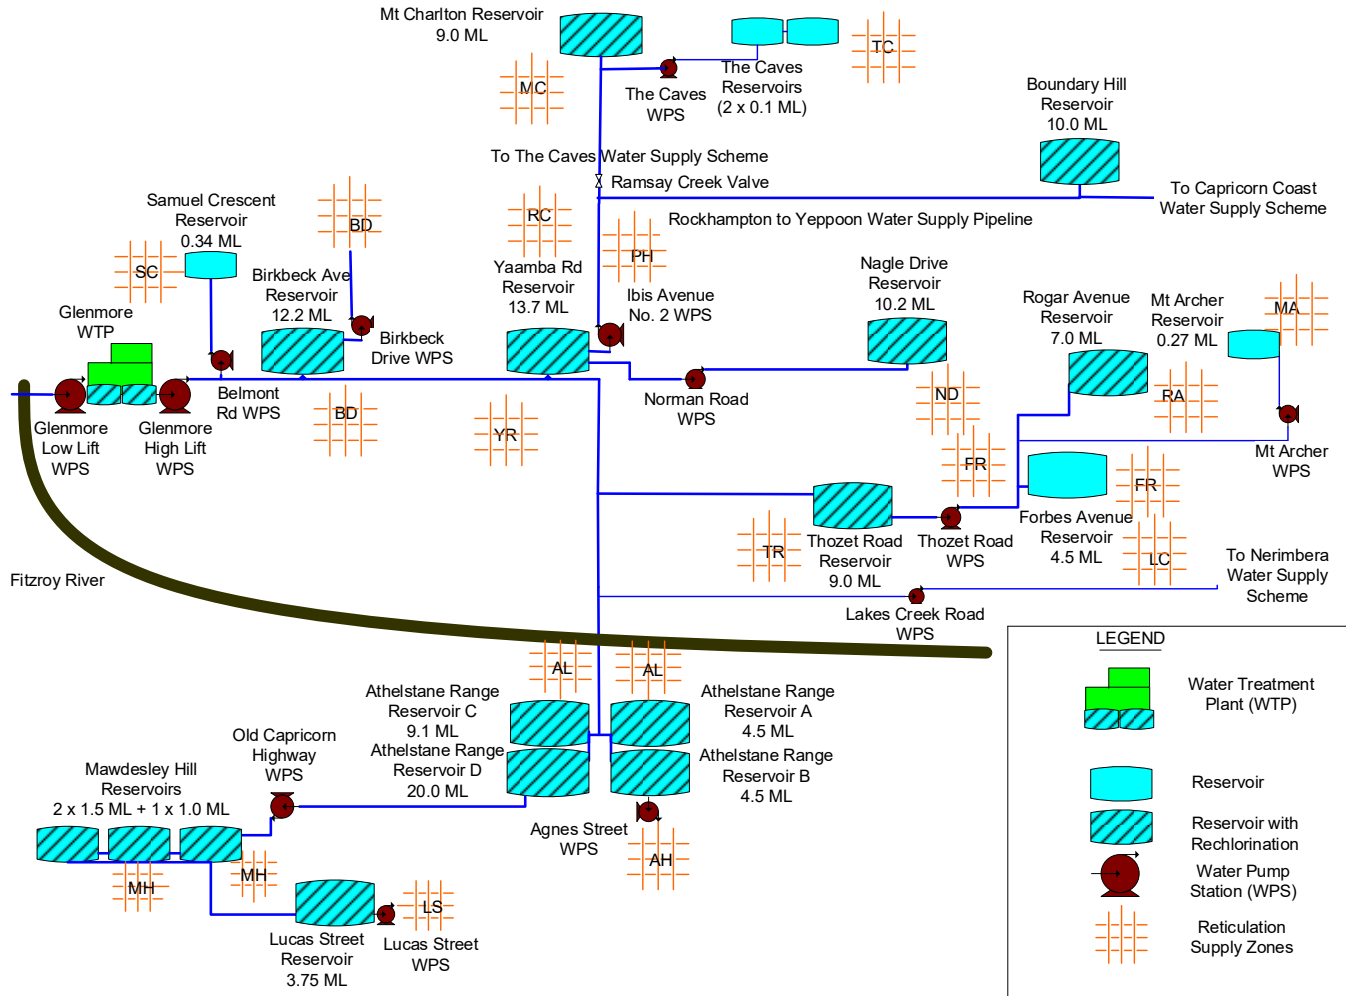 Mt Charlton Reservoir
9.0 ML
MC
The Caves
WPS
The Caves
Reservoirs
(2 x 0.1 ML)
TC
Boundary Hill
Reservoir
10.0 ML
To The Caves Water Supply Scheme
Ramsay Creek Valve
To Capricorn Coast
Water Supply Scheme
Rockhampton to Yeppoon Water Supply Pipeline
Samuel Crescent
Reservoir
0.34 ML
SC
BD
RC
PH
Glenmore
WTP
Birkbeck Ave
Reservoir
12.2 ML
Birkbeck
Drive WPS
Yaamba Rd
Reservoir
13.7 ML
Ibis Avenue
No. 2 WPS
Nagle Drive
Reservoir
10.2 ML
Rogar Avenue
Reservoir
7.0 ML
Mt Archer
Reservoir
0.27 ML
MA
Glenmore
Low Lift
WPS
Glenmore
High Lift
WPS
Belmont
Rd WPS
BD
YR
Norman Road
WPS
ND
RA
Mt Archer
WPS
FR
FR
Forbes Avenue
Reservoir
4.5 ML
LC
TR
Thozet Road
Reservoir
9.0 ML
Thozet Road
WPS
To Nerimbera
Water Supply
Scheme
Fitzroy River
Lakes Creek Road
WPS
AL
AL
Athelstane Range
Reservoir C
9.1 ML
Athelstane Range
Reservoir A
4.5 ML
Athelstane Range
Reservoir D
20.0 ML
Athelstane Range
Reservoir B
4.5 ML
Old Capricorn
Highway
WPS
Mawdesley Hill
Reservoirs
2 x 1.5 ML + 1 x 1.0 ML
Agnes Street
WPS
AH
MH
MH
LS
Lucas Street
Reservoir
3.75 ML
Lucas Street
WPS
LEGEND
Water Treatment
Plant (WTP)
Reservoir
Reservoir with
Rechlorination
Water Pump
Station (WPS)
Reticulation
Supply Zones